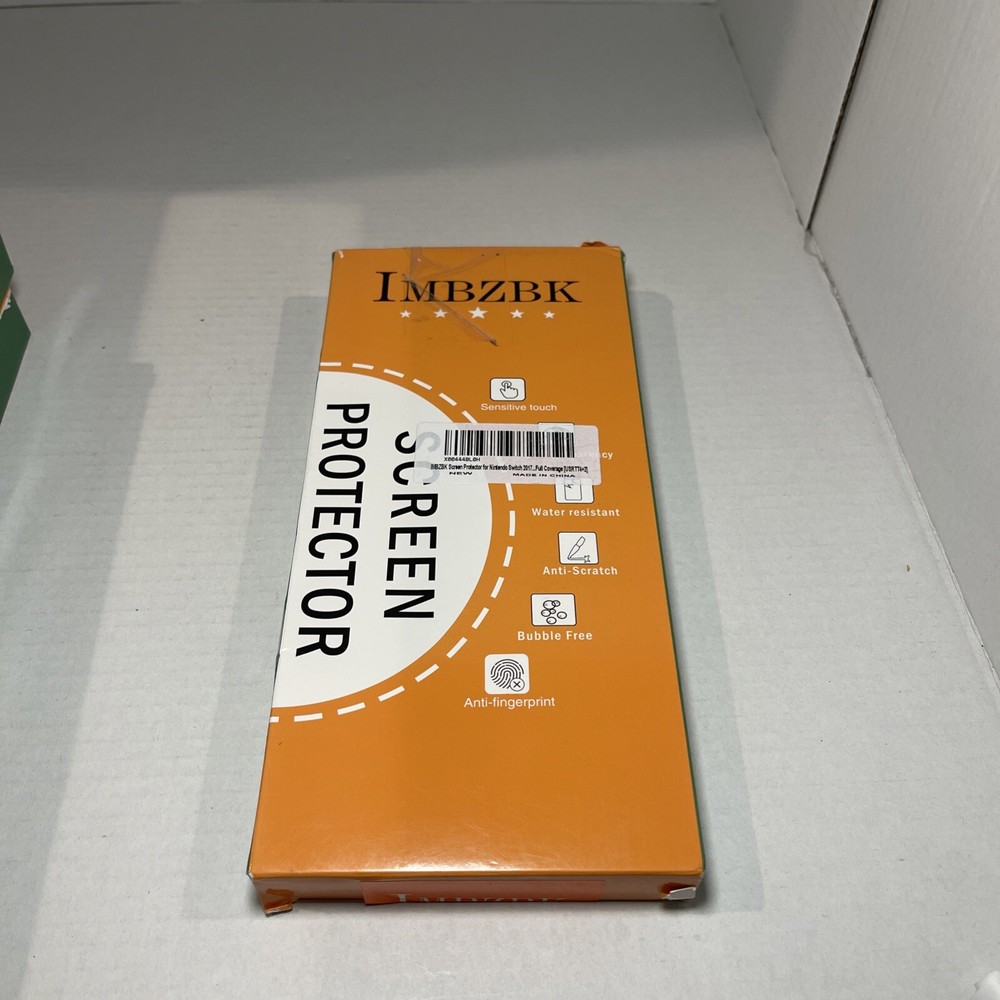 IMBZBK
SCREEN
PROTECTOR
Sensitive touch
IMBZBK Screen Protector for Nintendo Switch 2017...Full Coverage
NEW
MADE IN CHINA
Water resistant
Anti-Scratch
Bubble Free
Anti-fingerprint
IMBZBK